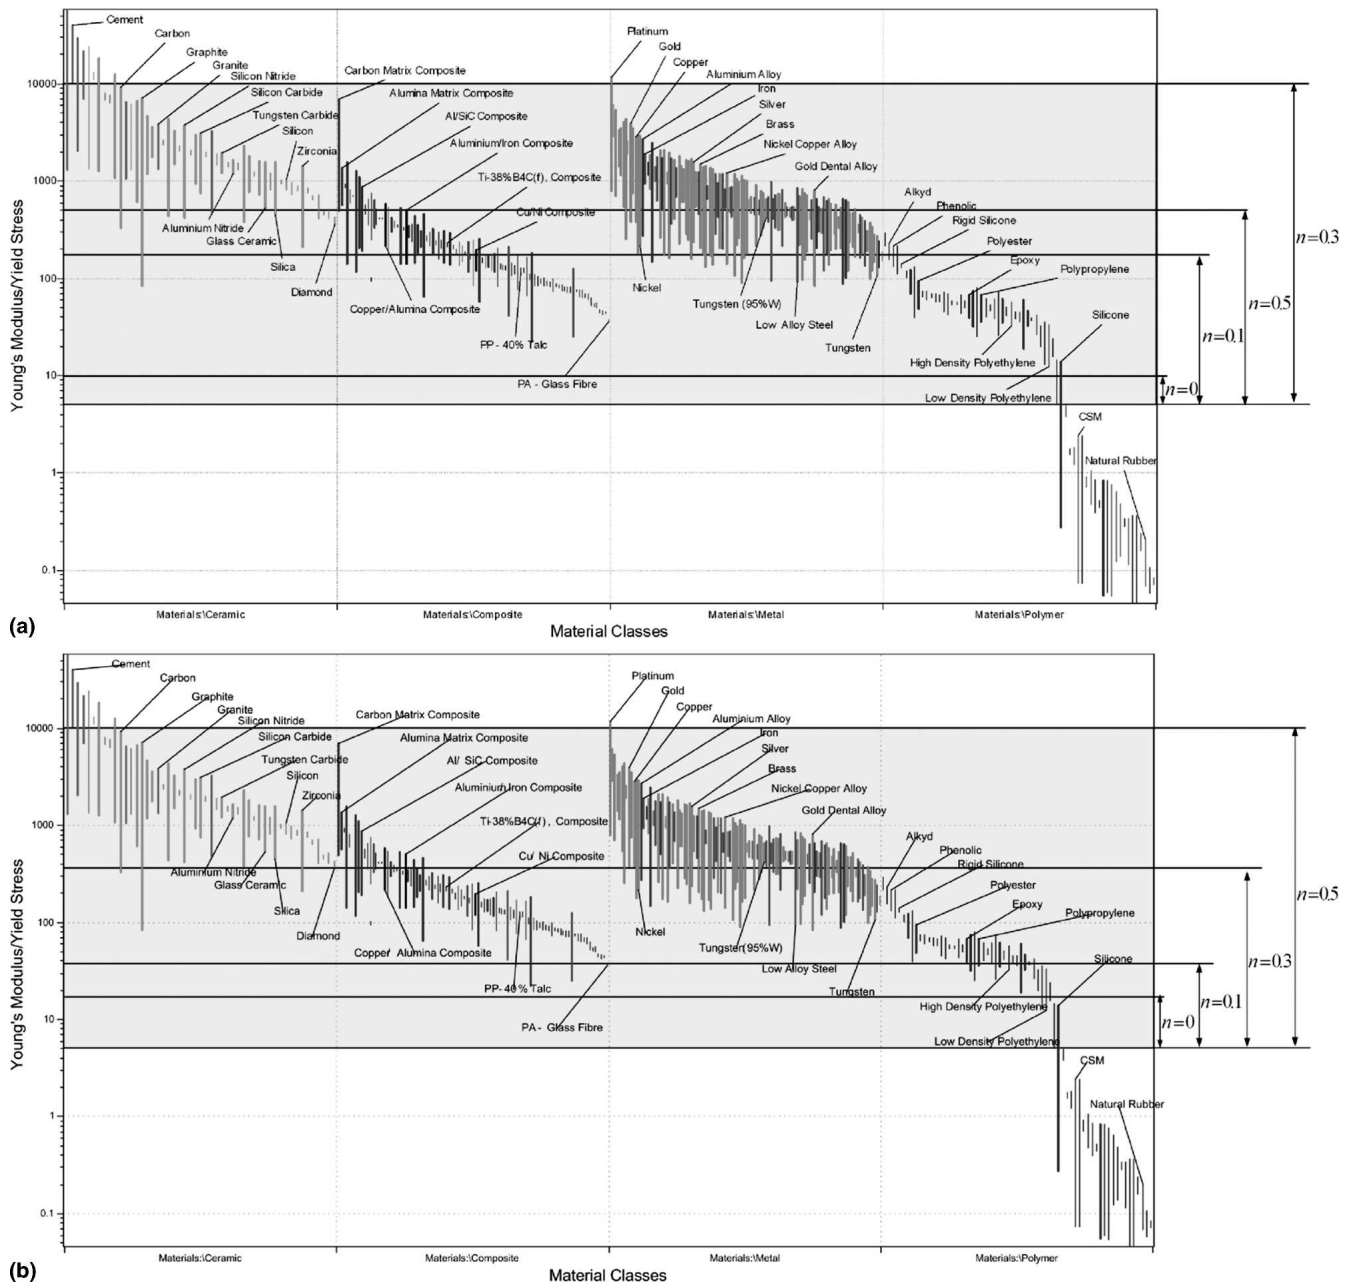 Cement
Carbon
Graphite
Granite
Silicon Nitride
Silicon Carbide
Tungsten Carbide
Silicon
Zirconia
Aluminium Nitride
Glass Ceramic
Silica
Diamond
Carbon Matrix Composite
Alumina Matrix Composite
Al/SiC Composite
Aluminium/Iron Composite
Ti-38%B4C(f), Composite
Cu/Ni Composite
Copper/Alumina Composite
PP - 40% Talc
PA - Glass Fibre
Platinum
Gold
Copper
Aluminium Alloy
Iron
Silver
Brass
Nickel Copper Alloy
Gold Dental Alloy
Nickel
Tungsten (95%W)
Low Alloy Steel
Tungsten
Alkyd
Phenolic
Rigid Silicone
Polyester
Epoxy
Polypropylene
Silicone
High Density Polyethylene
Low Density Polyethylene
CSM
Natural Rubber
n=0.3
n=0.5
n=0.1
n=0
10000
1000
100
10
1
0.1
Young's Modulus/Yield Stress
Materials:\Ceramic
Materials:\Composite
Materials:\Metal
Materials:\Polymer
Material Classes
(a)
Cement
Carbon
Graphite
Granite
Silicon Nitride
Silicon Carbide
Tungsten Carbide
Silicon
Zirconia
Aluminium Nitride
Glass Ceramic
Silica
Diamond
Carbon Matrix Composite
Alumina Matrix Composite
Al/ SiC Composite
Aluminium/ Iron Composite
Ti-38%B4C(f) , Composite
Cu/ Ni Composite
Copper/ Alumina Composite
PP- 40% Talc
PA - Glass Fibre
Platinum
Gold
Copper
Aluminium Alloy
Iron
Silver
Brass
Nickel Copper Alloy
Gold Dental Alloy
Nickel
Tungsten(95%W)
Low Alloy Steel
Tungsten
Alkyd
Phenolic
Rigid Silicone
Polyester
Epoxy
Polypropylene
Silicone
High Density Polyethylene
Low Density Polyethylene
CSM
Natural Rubber
n=0.5
n=0.3
n=0.1
n=0
10000
1000
100
10
1
0.1
Young's Modulus/Yield Stress
Materials:\Ceramic
Materials:\Composite
Materials:\Metal
Materials:\Polymer
Material Classes
(b)